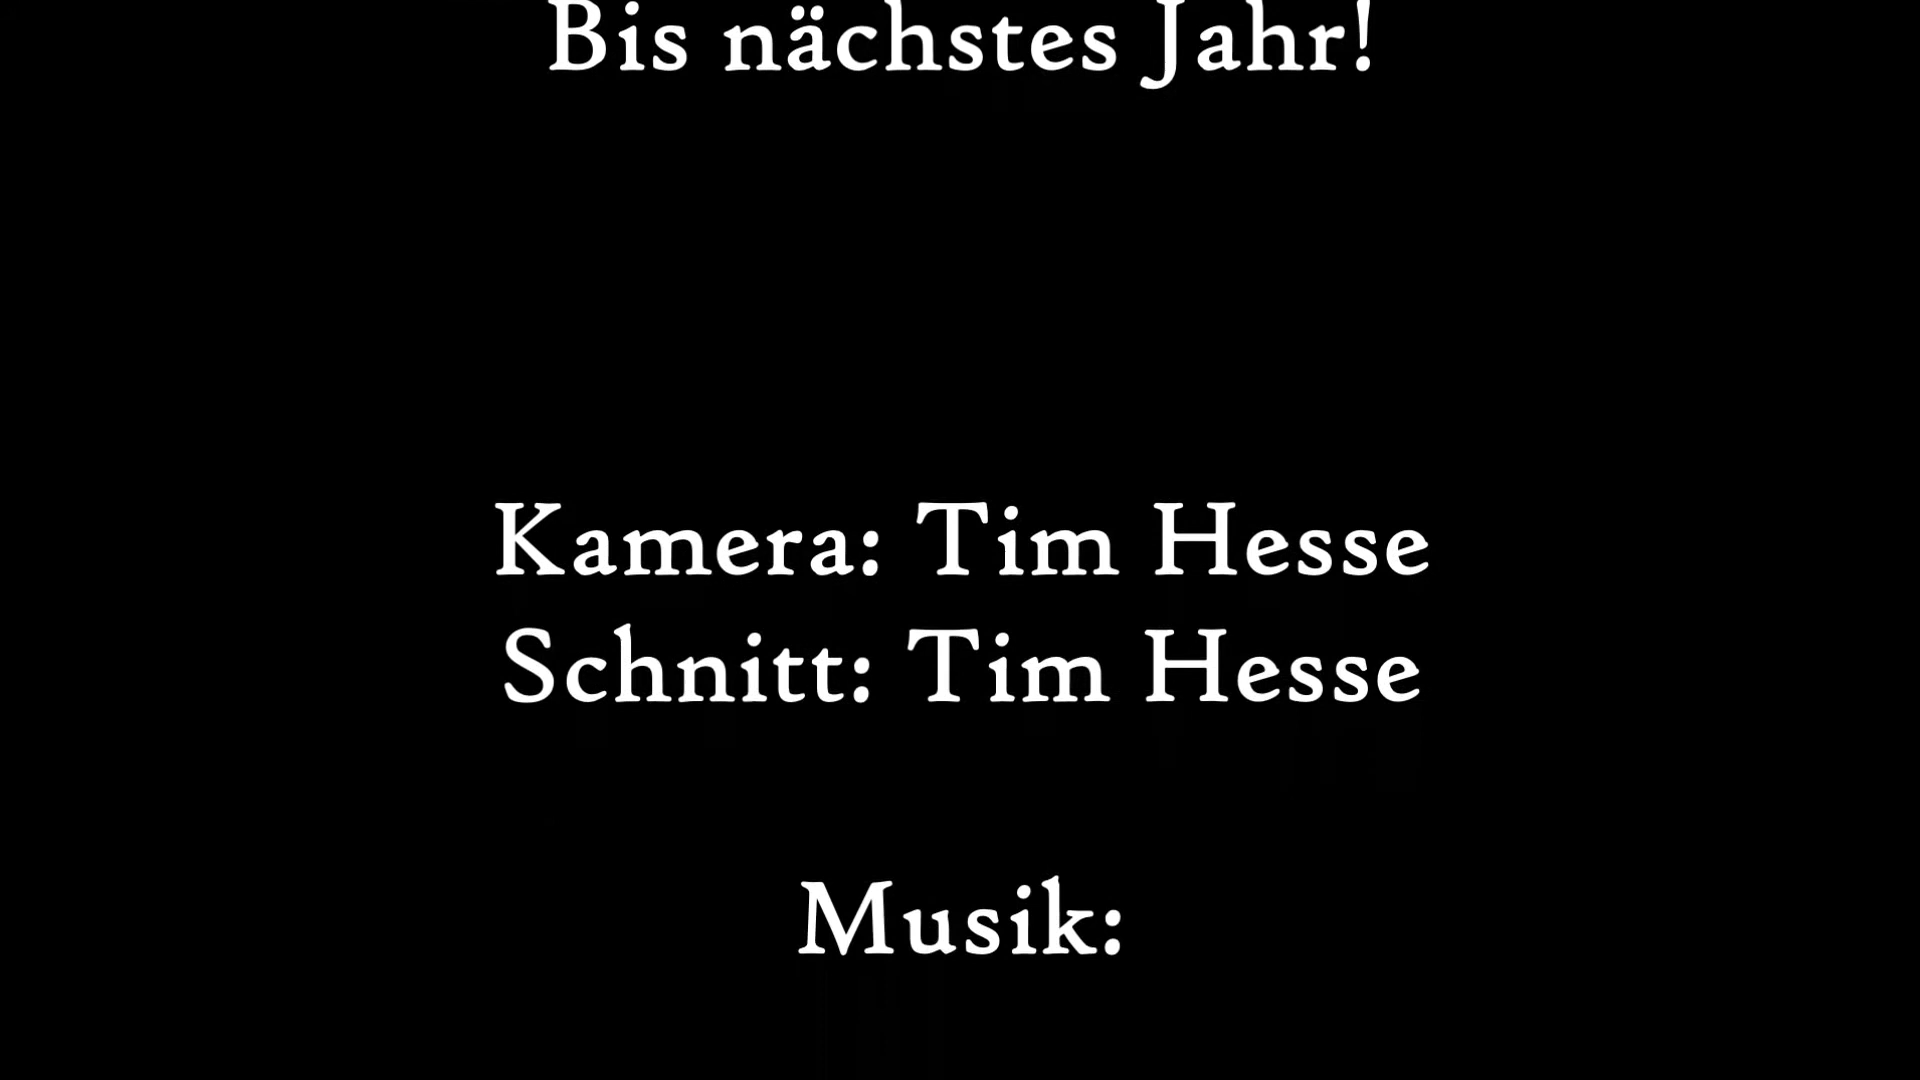 Bis nächstes Jahr!
Kamera: Tim Hesse
Schnitt: Tim Hesse
Musik: